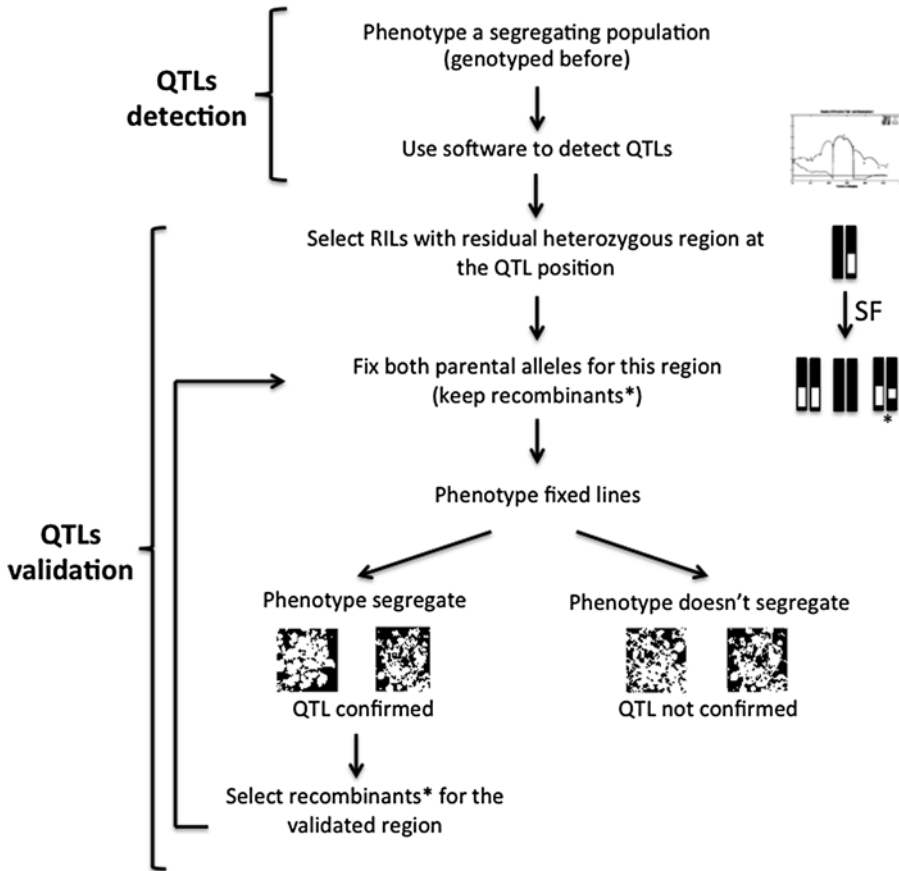 Phenotype a segregating population
(genotyped before)
QTLs
detection
Use software to detect QTLs
Select RILs with residual heterozygous region at
the QTL position
SF
Fix both parental alleles for this region
(keep recombinants*)
*
Phenotype fixed lines
QTLs
validation
Phenotype segregate
Phenotype doesn't segregate
QTL confirmed
QTL not confirmed
Select recombinants* for the
validated region